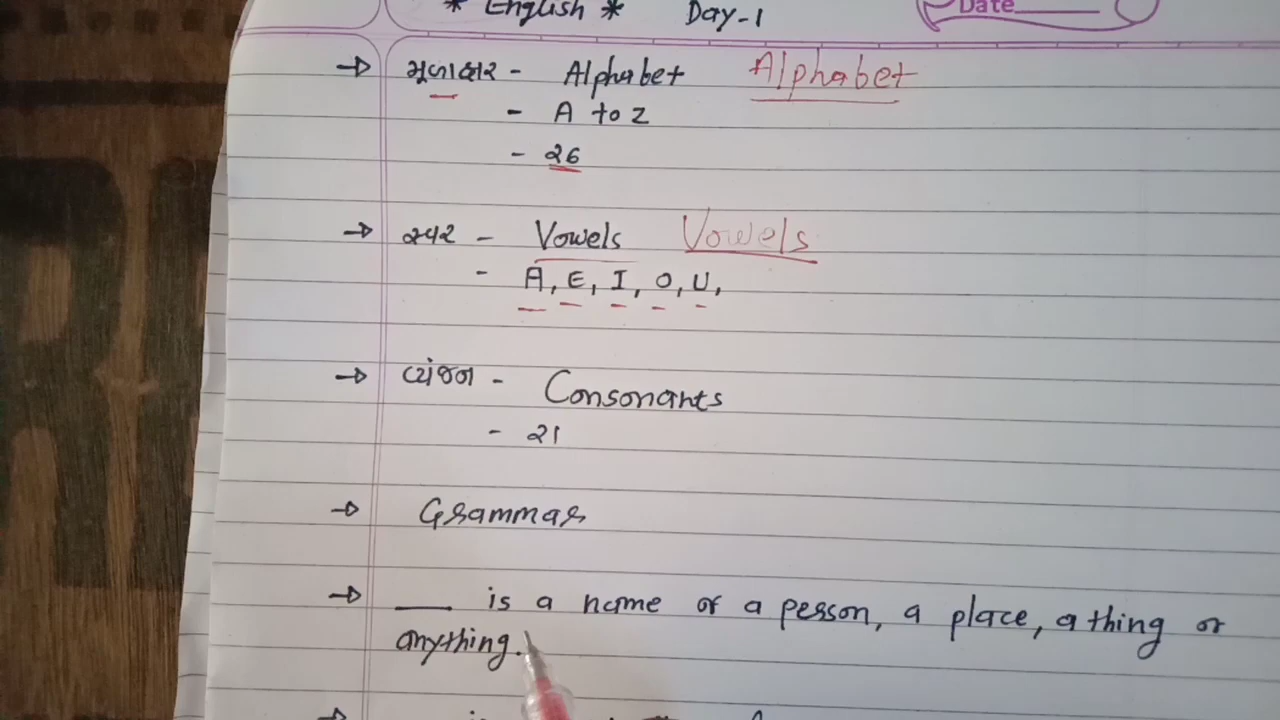 * English * Day-1
Date
→ મૂળાક્ષર - Alphabet Alphabet
- A to Z
- 26
→ સ્વર - Vowels Vowels
- A, E, I, O, U,
→ વ્યંજન - Consonants
- 21
→ Grammar
→ ___ is a name of a person, a place, a thing or
anything.